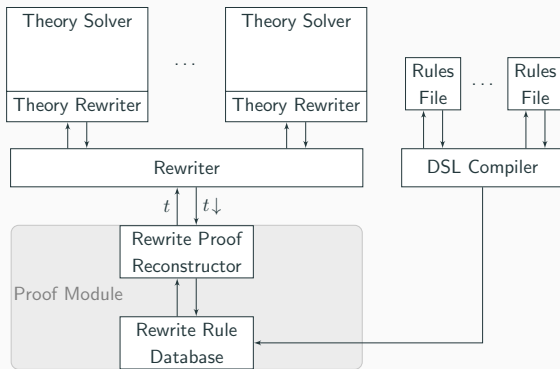 Theory Solver
Theory Rewriter
...
Theory Solver
Theory Rewriter
Rules
File
...
Rules
File
Rewriter
DSL Compiler
t
t↓
Rewrite Proof
Reconstructor
Proof Module
Rewrite Rule
Database